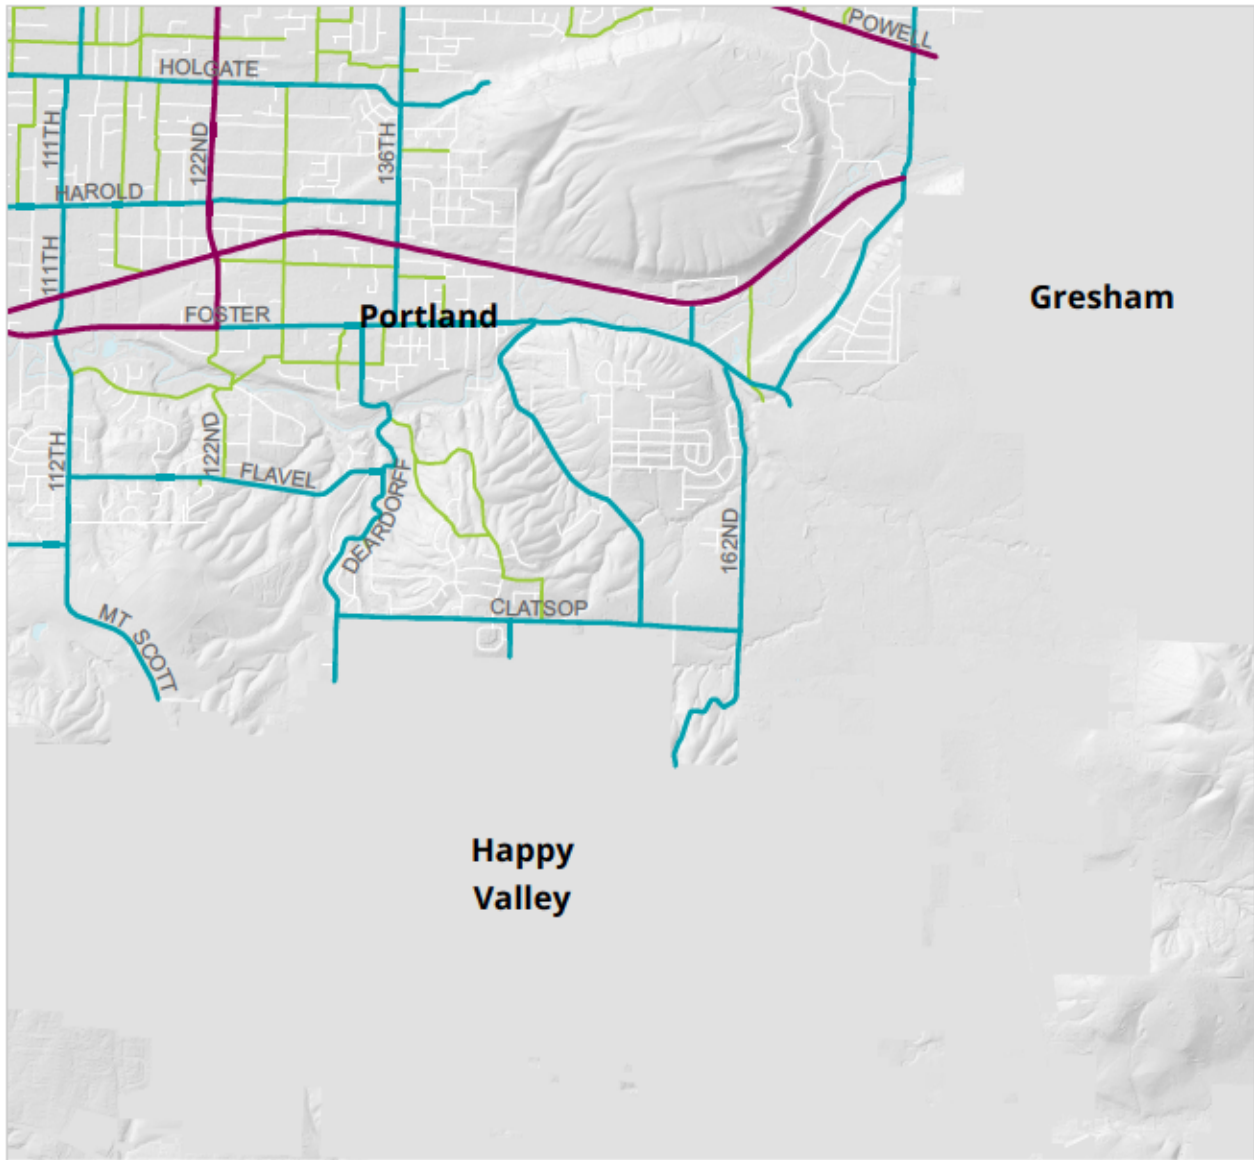 POWELL
HOLGATE
111TH
122ND
136TH
HAROLD
111TH
Gresham
FOSTER
Portland
112TH
122ND
FLAVEL
DEARDORFF
162ND
CLATSOP
MT SCOTT
Happy
Valley